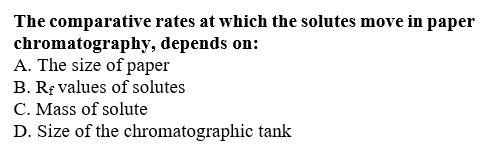 The comparative rates at which the solutes move in paper
chromatography, depends on:
A. The size of paper
B. Rf values of solutes
C. Mass of solute
D. Size of the chromatographic tank